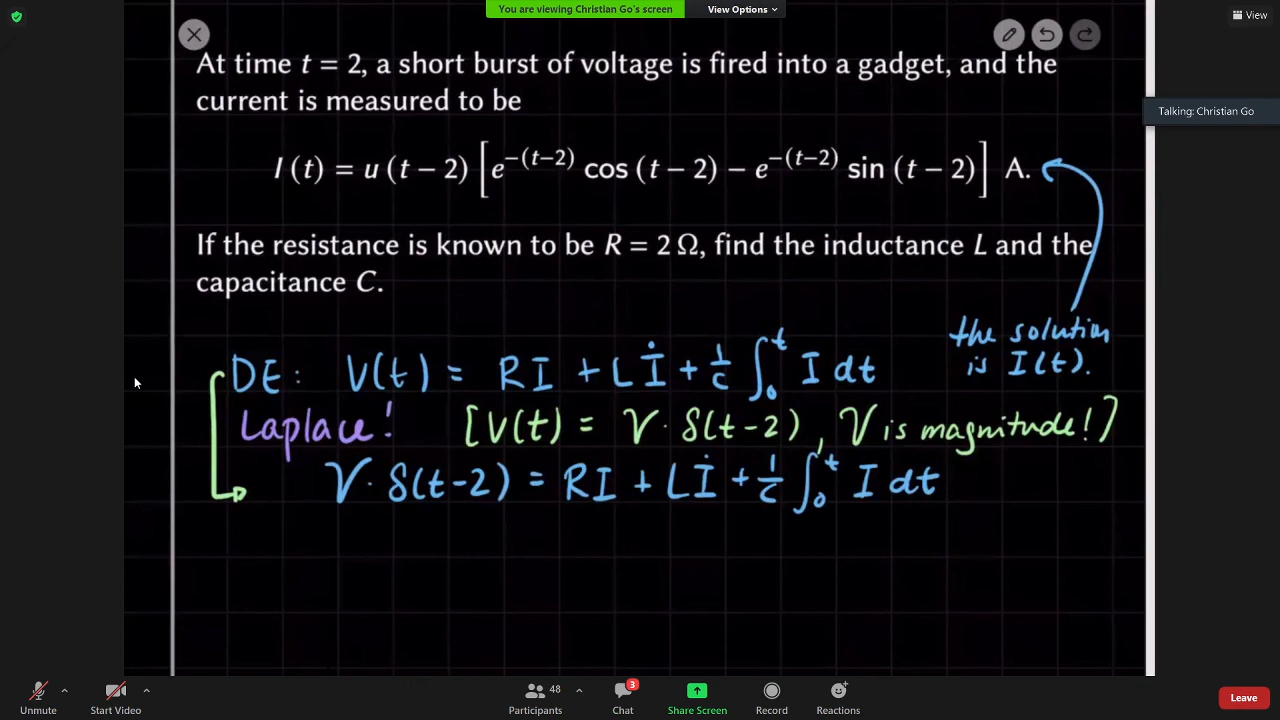 You are viewing Christian Go's screen
View Options
View
At time t = 2, a short burst of voltage is fired into a gadget, and the
current is measured to be
Talking: Christian Go
I (t) = u (t − 2) [e^{−(t−2)} cos (t − 2) − e^{−(t−2)} sin (t − 2)] A.
If the resistance is known to be R = 2 Ω, find the inductance L and the
capacitance C.
the solution
is I(t).
DE: V(t) = RI + Lİ + 1/C ∫₀ᵗ I dt
Laplace! [V(t) = V · δ(t−2), V is magnitude!]
V · δ(t−2) = RI + Lİ + 1/C ∫₀ᵗ I dt
Unmute
Start Video
48
Participants
3
Chat
Share Screen
Record
Reactions
Leave